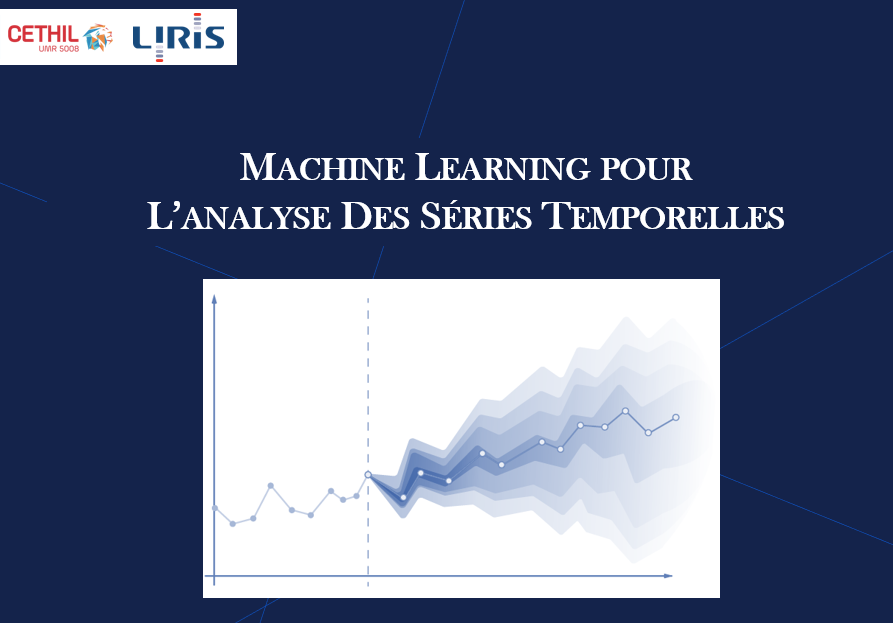 CETHIL
UMR 5008
LIRIS
MACHINE LEARNING POUR
L'ANALYSE DES SÉRIES TEMPORELLES